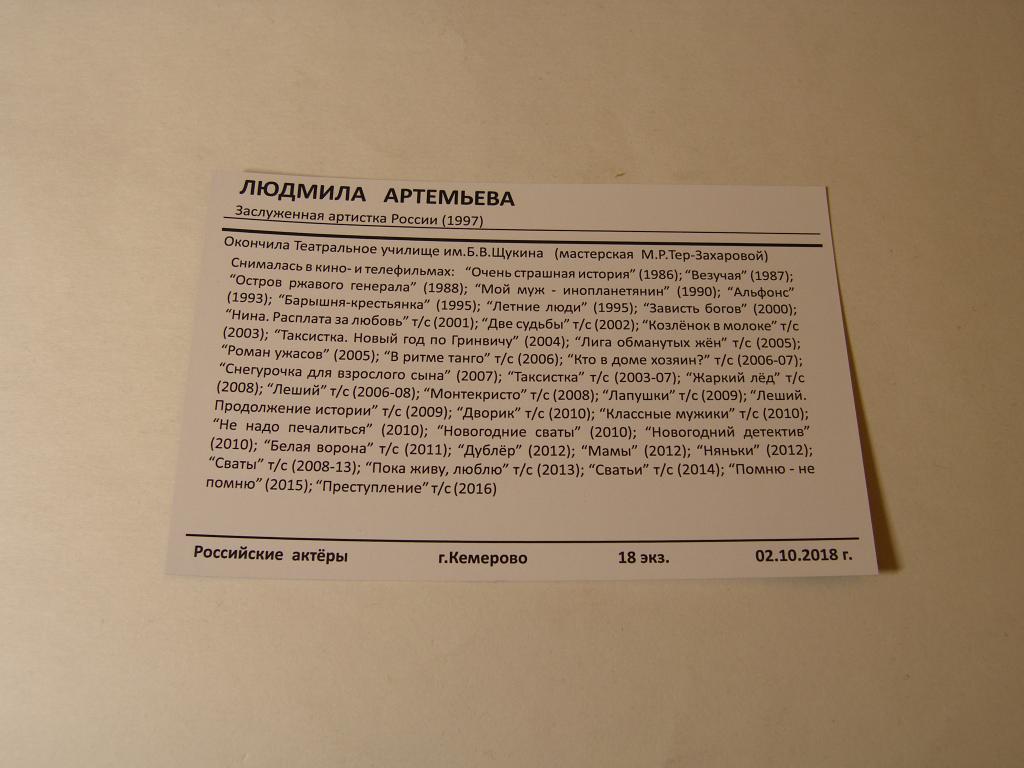 ЛЮДМИЛА АРТЕМЬЕВА
Заслуженная артистка России (1997)
Окончила Театральное училище им.Б.В.Щукина (мастерская М.Р.Тер-Захаровой)
Снималась в кино- и телефильмах: “Очень страшная история” (1986); “Везучая” (1987);
“Остров ржавого генерала” (1988); “Мой муж - инопланетянин” (1990); “Альфонс”
(1993); “Барышня-крестьянка” (1995); “Летние люди” (1995); “Зависть богов” (2000);
“Нина. Расплата за любовь” т/с (2001); “Две судьбы” т/с (2002); “Козлёнок в молоке” т/с
(2003); “Таксистка. Новый год по Гринвичу” (2004); “Лига обманутых жён” т/с (2005);
“Роман ужасов” (2005); “В ритме танго” т/с (2006); “Кто в доме хозяин?” т/с (2006-07);
“Снегурочка для взрослого сына” (2007); “Таксистка” т/с (2003-07); “Жаркий лёд” т/с
(2008); “Леший” т/с (2006-08); “Монтекристо” т/с (2008); “Лапушки” т/с (2009); “Леший.
Продолжение истории” т/с (2009); “Дворик” т/с (2010); “Классные мужики” т/с (2010);
“Не надо печалиться” (2010); “Новогодние сваты” (2010); “Новогодний детектив”
(2010); “Белая ворона” т/с (2011); “Дублёр” (2012); “Мамы” (2012); “Няньки” (2012);
“Сваты” т/с (2008-13); “Пока живу, люблю” т/с (2013); “Сватьи” т/с (2014); “Помню - не
помню” (2015); “Преступление” т/с (2016)
Российские актёры г.Кемерово 18 экз. 02.10.2018 г.